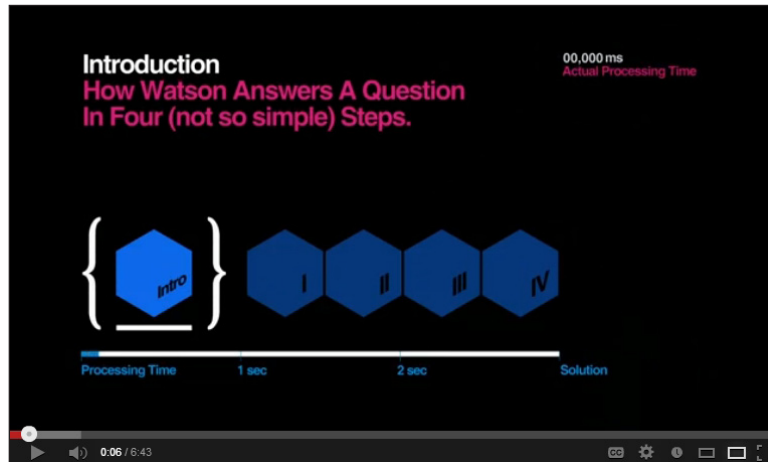 Introduction
How Watson Answers A Question
In Four (not so simple) Steps.
00,000 ms
Actual Processing Time
{ Intro } I II III IV
Processing Time 1 sec 2 sec Solution
0:06 / 6:43 CC